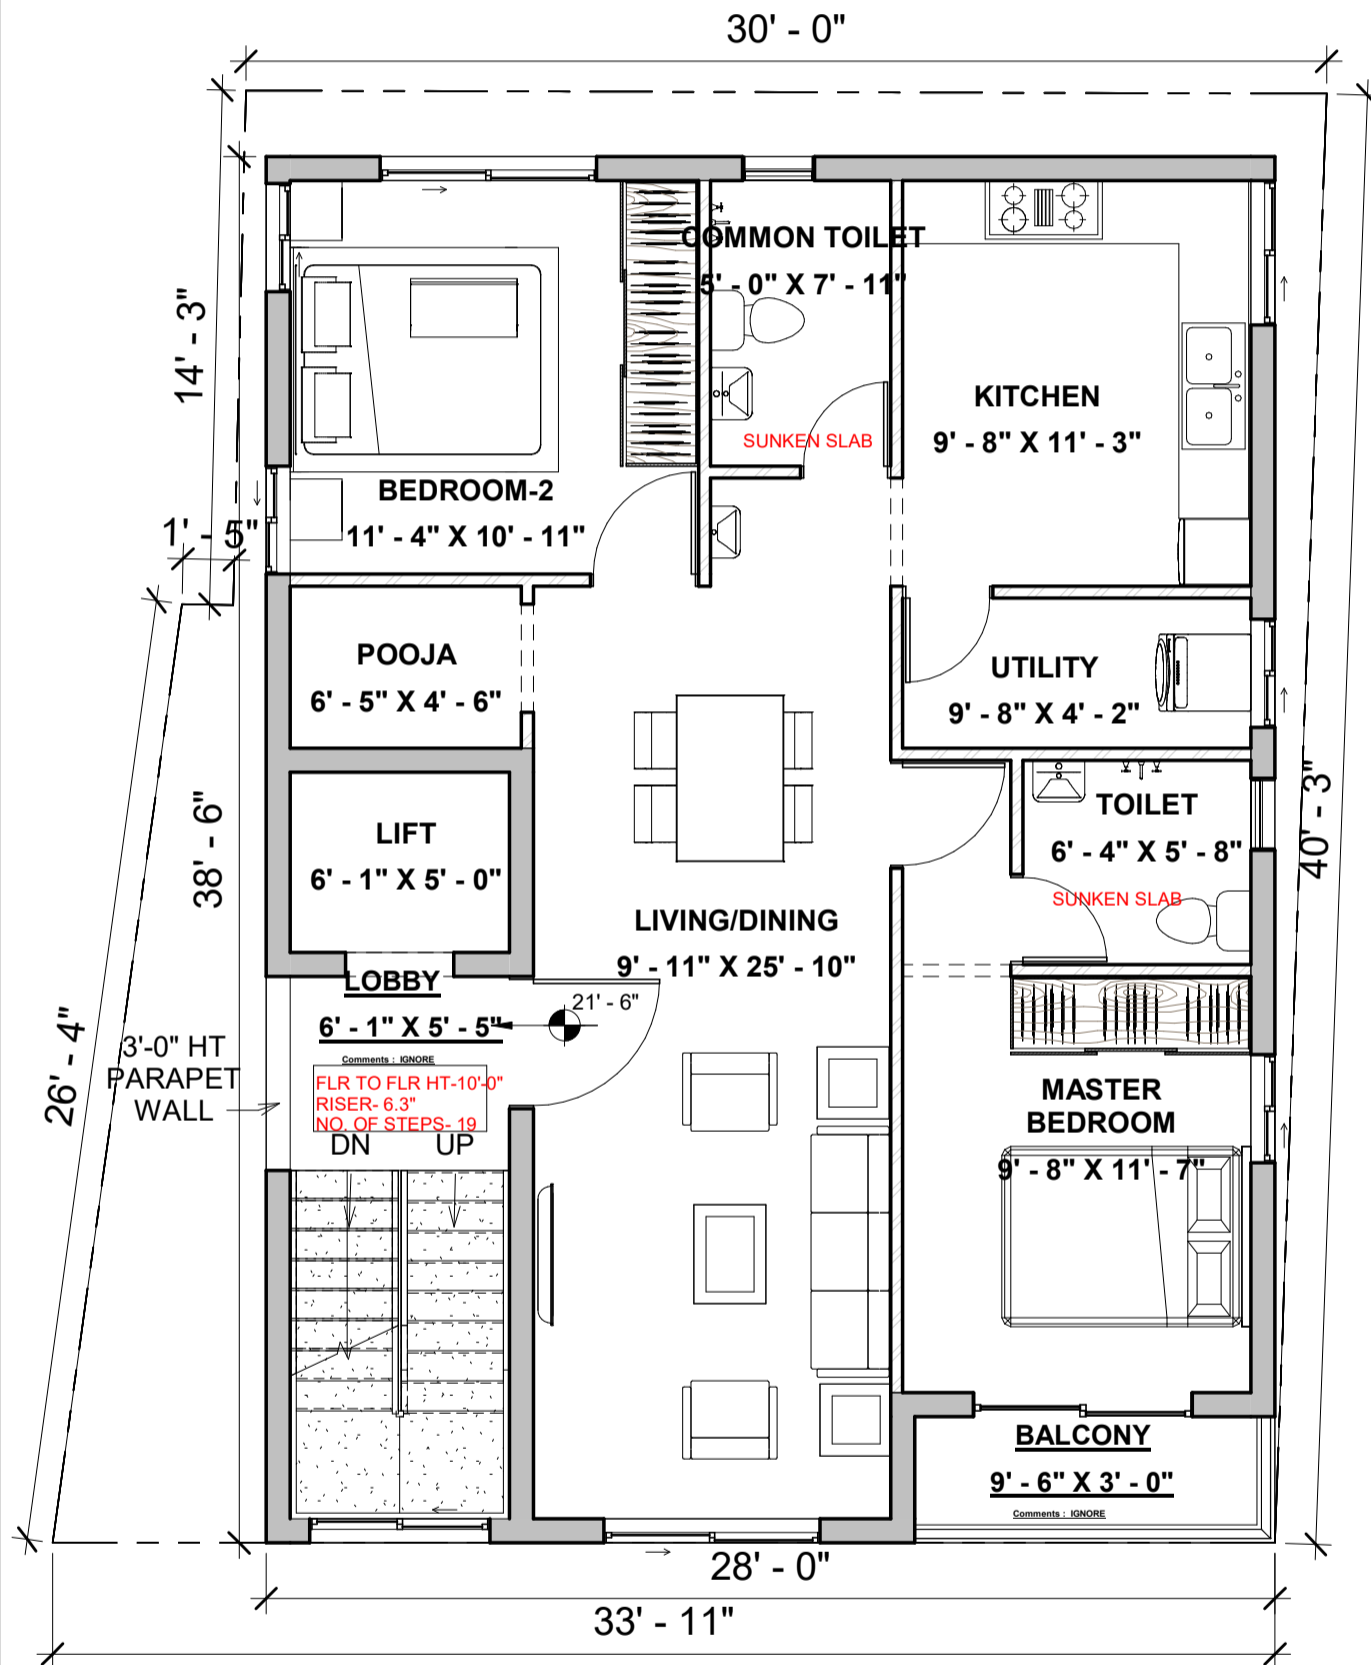 30' - 0"
COMMON TOILET
5' - 0" X 7' - 11"
14' - 3"
KITCHEN
9' - 8" X 11' - 3"
SUNKEN SLAB
BEDROOM-2
11' - 4" X 10' - 11"
1' - 5"
POOJA
6' - 5" X 4' - 6"
UTILITY
9' - 8" X 4' - 2"
38' - 6"
LIFT
6' - 1" X 5' - 0"
TOILET
6' - 4" X 5' - 8"
SUNKEN SLAB
40' - 3"
LIVING/DINING
9' - 11" X 25' - 10"
LOBBY
6' - 1" X 5' - 5"
21' - 6"
Comments : IGNORE
26' - 4"
3'-0" HT
PARAPET
WALL
FLR TO FLR HT-10'-0"
RISER- 6.3"
NO. OF STEPS- 19
DN
UP
MASTER
BEDROOM
9' - 8" X 11' - 7"
BALCONY
9' - 6" X 3' - 0"
Comments : IGNORE
28' - 0"
33' - 11"